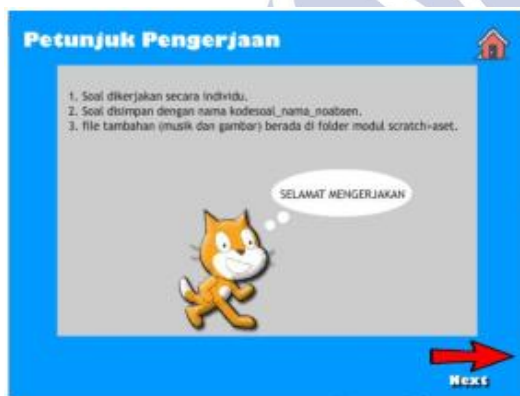 Petunjuk Pengerjaan
1. Soal dikerjakan secara individu.
2. Soal disimpan dengan nama kodesoal_nama_noabsen.
3. file tambahan (musik dan gambar) berada di folder modul scratch>aset.
SELAMAT MENGERJAKAN
Next